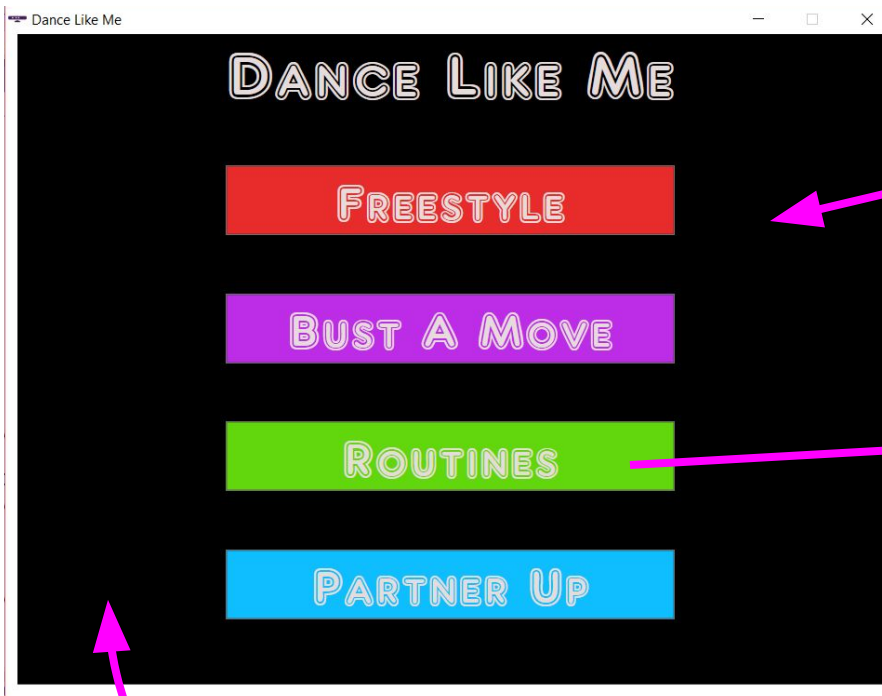 Dance Like Me
Dance Like Me
Freestyle
Bust A Move
Routines
Partner Up